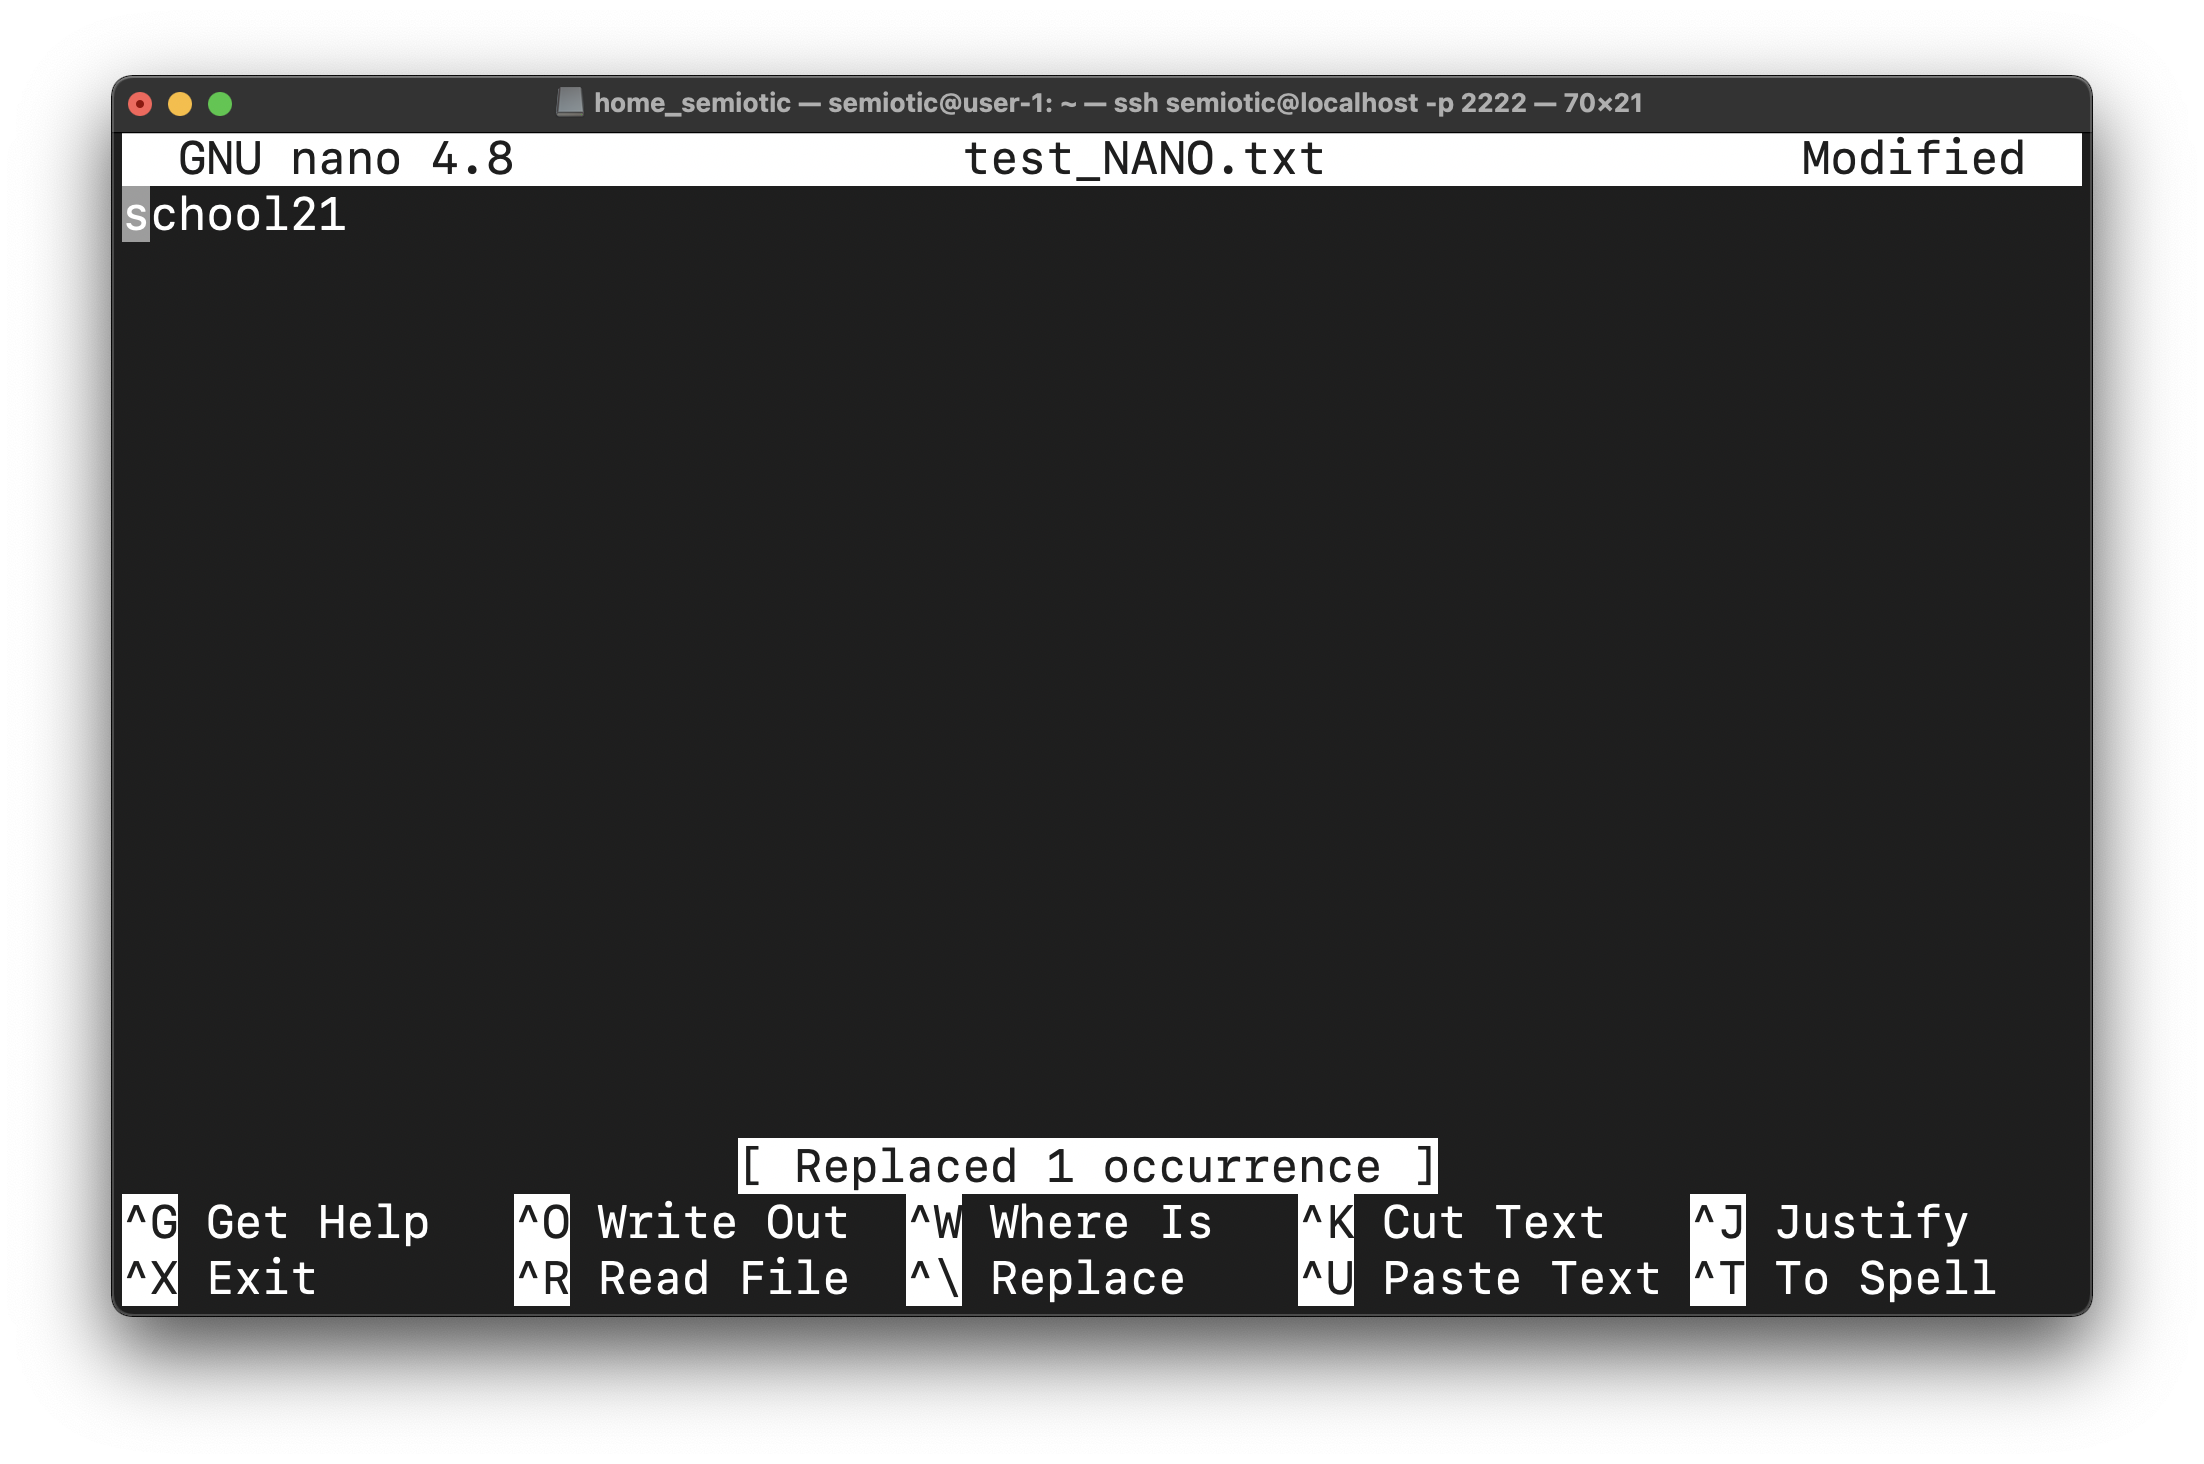 home_semiotic — semiotic@user-1: ~ — ssh semiotic@localhost -p 2222 — 70×21
GNU nano 4.8 test_NANO.txt Modified
school21
[ Replaced 1 occurrence ]
^G Get Help ^O Write Out ^W Where Is ^K Cut Text ^J Justify
^X Exit ^R Read File ^\ Replace ^U Paste Text ^T To Spell